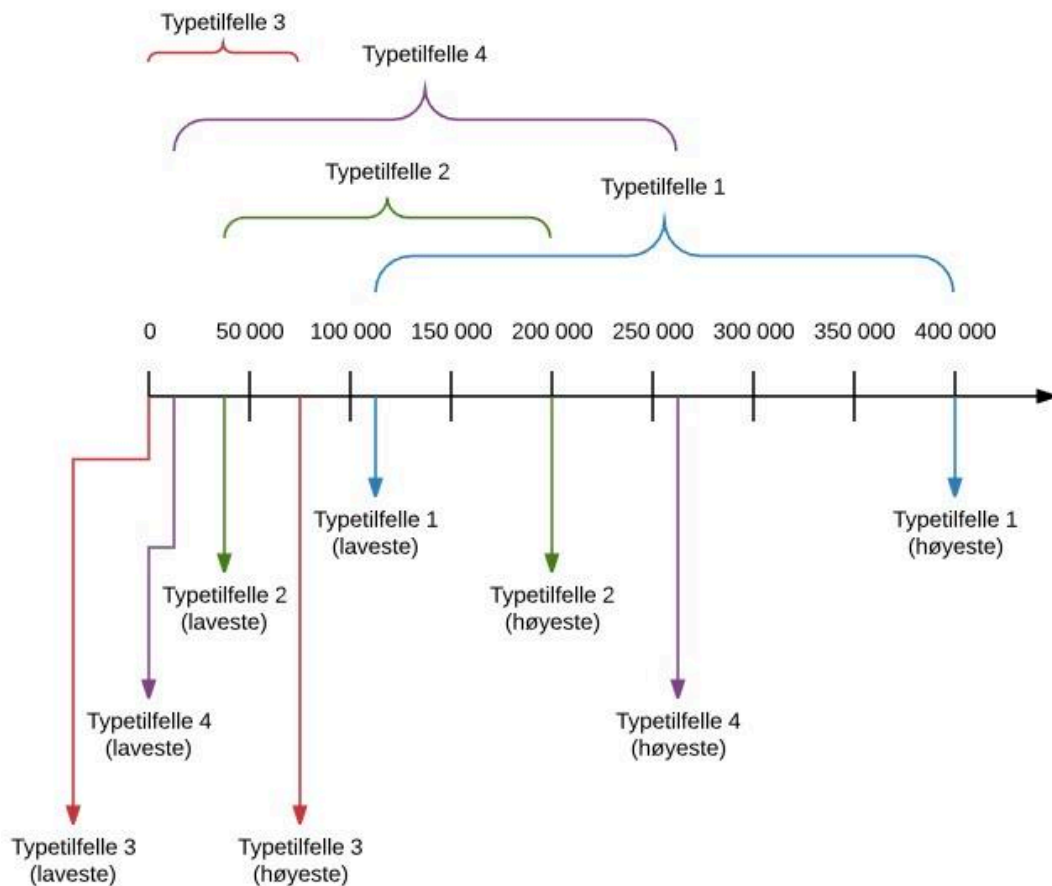 Typetilfelle 3
Typetilfelle 4
Typetilfelle 2
Typetilfelle 1
0 50 000 100 000 150 000 200 000 250 000 300 000 350 000 400 000
Typetilfelle 1
(laveste)
Typetilfelle 1
(høyeste)
Typetilfelle 2
(laveste)
Typetilfelle 2
(høyeste)
Typetilfelle 4
(laveste)
Typetilfelle 4
(høyeste)
Typetilfelle 3
(laveste)
Typetilfelle 3
(høyeste)